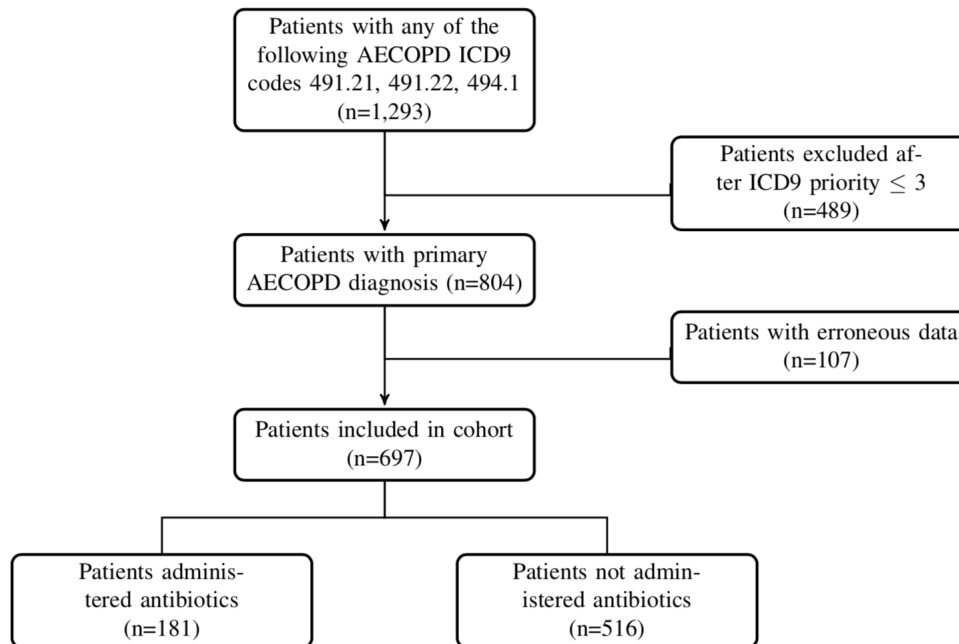 Patients with any of the
following AECOPD ICD9
codes 491.21, 491.22, 494.1
(n=1,293)
Patients excluded af-
ter ICD9 priority ≤ 3
(n=489)
Patients with primary
AECOPD diagnosis (n=804)
Patients with erroneous data
(n=107)
Patients included in cohort
(n=697)
Patients adminis-
tered antibiotics
(n=181)
Patients not admin-
istered antibiotics
(n=516)